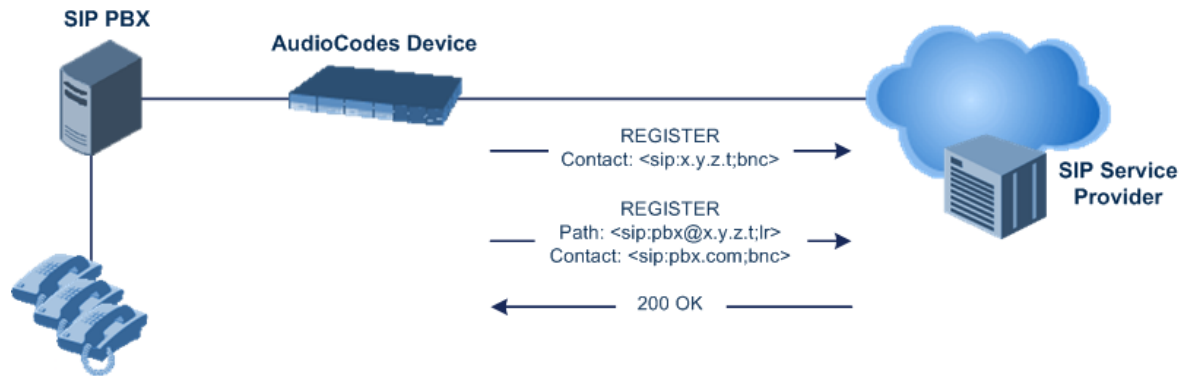 SIP PBX
AudioCodes Device
REGISTER
Contact: <sip:x.y.z.t;bnc>
SIP Service
Provider
REGISTER
Path: <sip:pbx@x.y.z.t;lr>
Contact: <sip:pbx.com;bnc>
200 OK